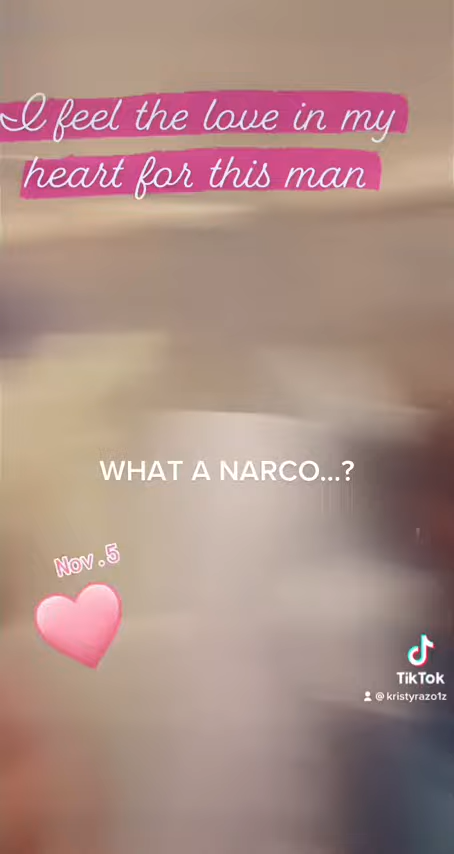 I feel the love in my
heart for this man
WHAT A NARCO...?
Nov.5
TikTok
@kristyrazo1z